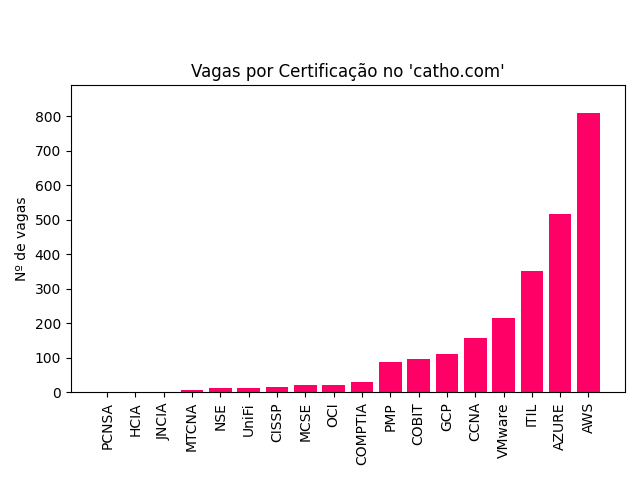 Vagas por Certificação no 'catho.com'
Nº de vagas
800
700
600
500
400
300
200
100
0
PCNSA
HCIA
JNCIA
MTCNA
NSE
UniFi
CISSP
MCSE
OCI
COMPTIA
PMP
COBIT
GCP
CCNA
VMware
ITIL
AZURE
AWS